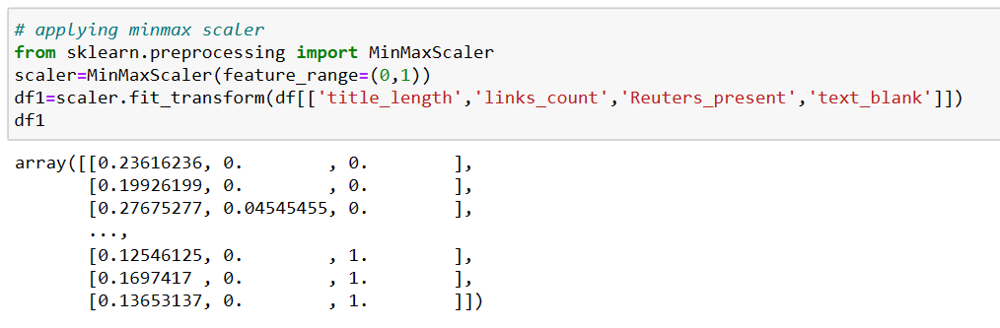 # applying minmax scaler
from sklearn.preprocessing import MinMaxScaler
scaler=MinMaxScaler(feature_range=(0,1))
df1=scaler.fit_transform(df[['title_length','links_count','Reuters_present','text_blank']])
df1
array([[0.23616236, 0.        , 0.        ],
       [0.19926199, 0.        , 0.        ],
       [0.27675277, 0.04545455, 0.        ],
       ...,
       [0.12546125, 0.        , 1.        ],
       [0.1697417 , 0.        , 1.        ],
       [0.13653137, 0.        , 1.        ]])